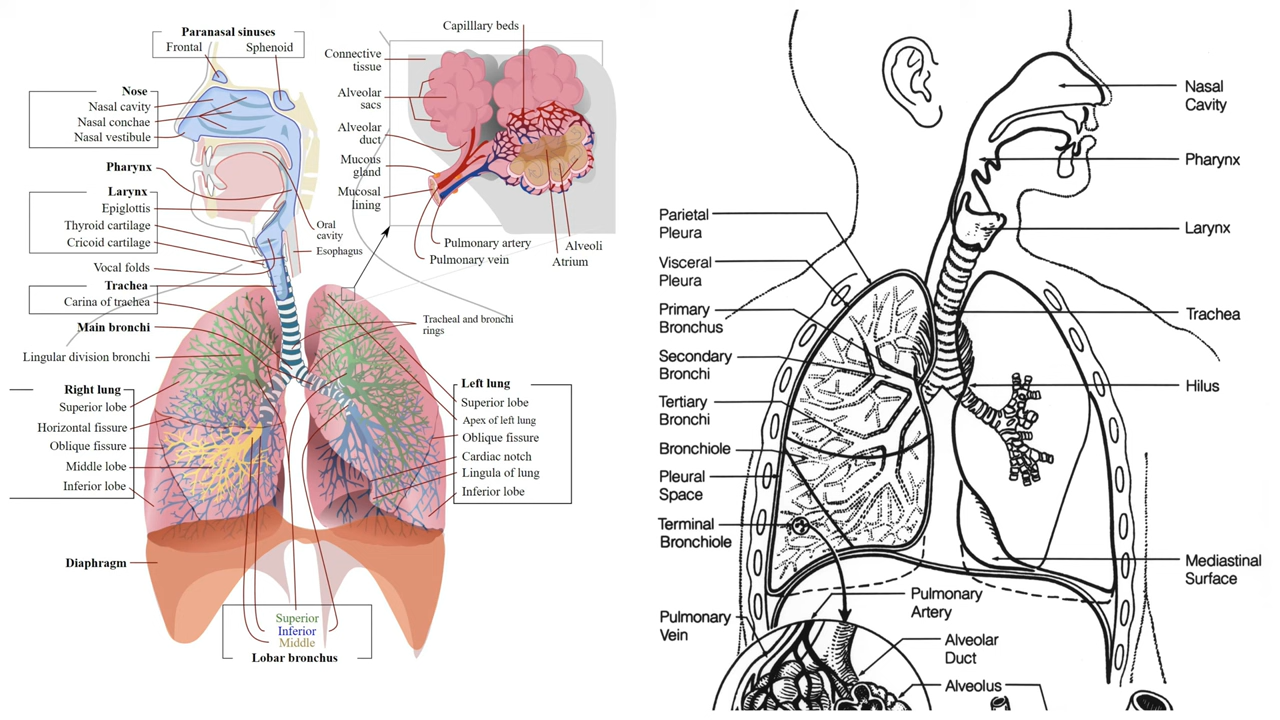 Paranasal sinuses
Frontal
Sphenoid
Nose
Nasal cavity
Nasal conchae
Nasal vestibule
Pharynx
Larynx
Epiglottis
Thyroid cartilage
Cricoid cartilage
Vocal folds
Trachea
Carina of trachea
Main bronchi
Lingular division bronchi
Right lung
Superior lobe
Horizontal fissure
Oblique fissure
Middle lobe
Inferior lobe
Diaphragm
Capilllary beds
Connective
tissue
Alveolar
sacs
Alveolar
duct
Mucous
gland
Mucosal
lining
Pulmonary artery
Pulmonary vein
Alveoli
Atrium
Oral
cavity
Esophagus
Tracheal and bronchi
rings
Left lung
Superior lobe
Apex of left lung
Oblique fissure
Cardiac notch
Lingula of lung
Inferior lobe
Superior
Inferior
Middle
Lobar bronchus
Parietal
Pleura
Visceral
Pleura
Primary
Bronchus
Secondary
Bronchi
Tertiary
Bronchi
Bronchiole
Pleural
Space
Terminal
Bronchiole
Pulmonary
Vein
Nasal
Cavity
Pharynx
Larynx
Trachea
Hilus
Mediastinal
Surface
Pulmonary
Artery
Alveolar
Duct
Alveolus